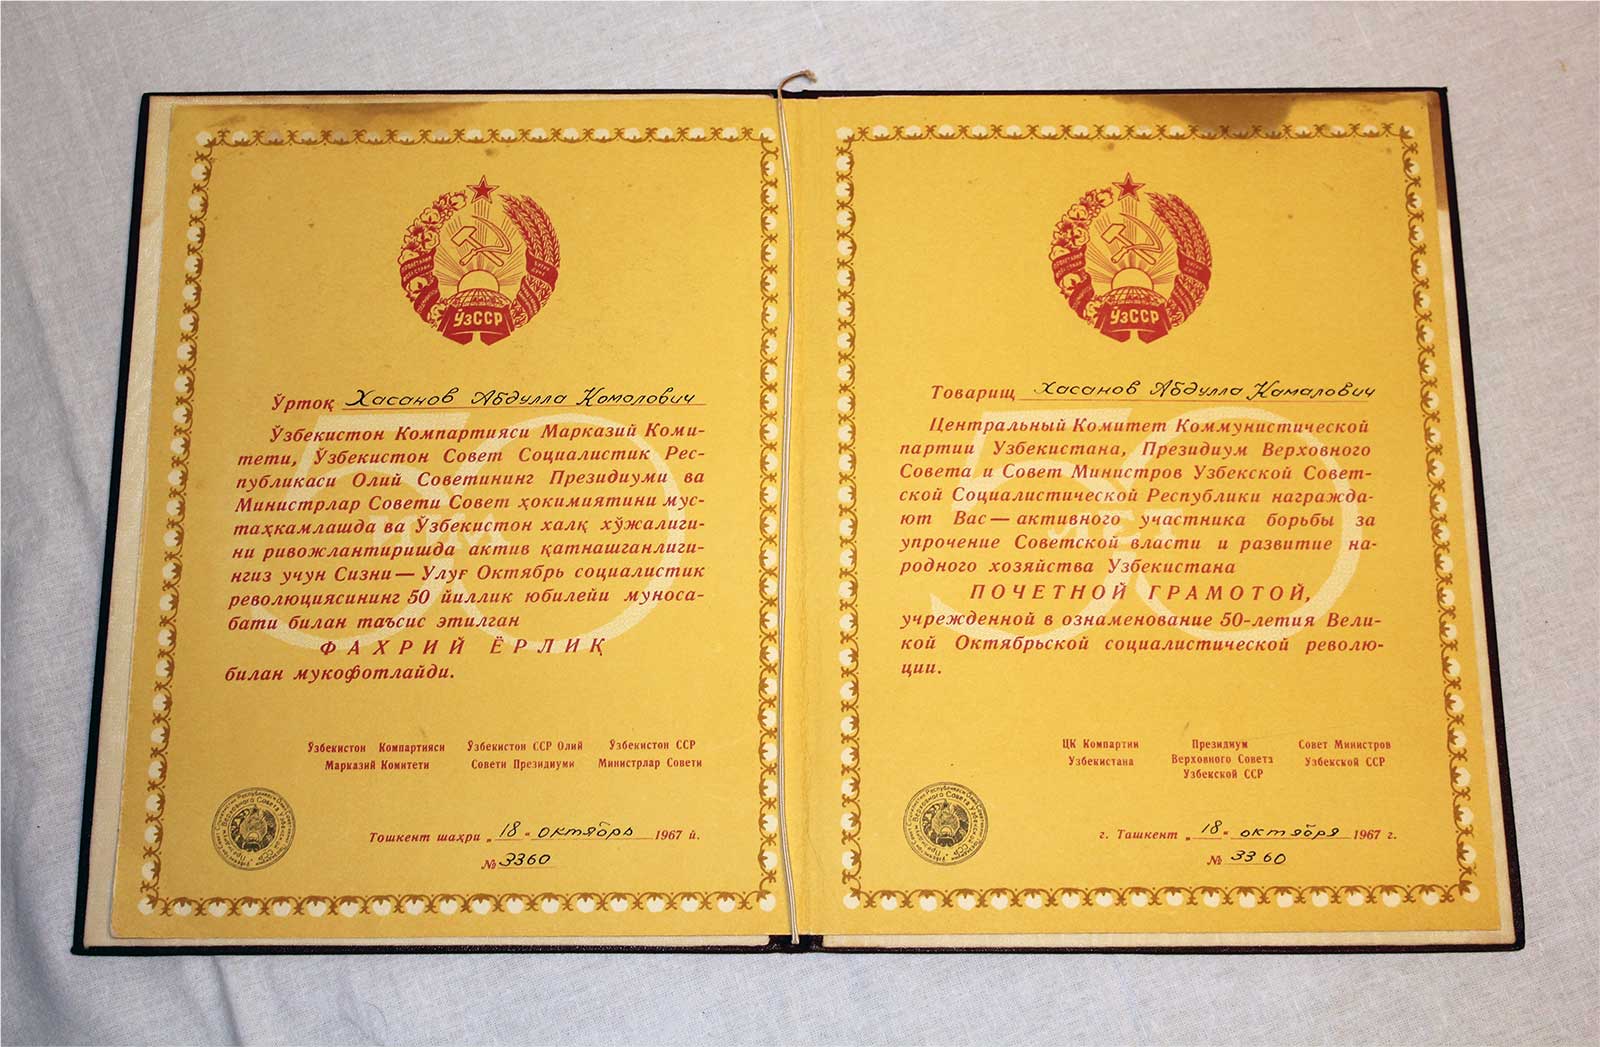 ЎзССР
Ўртоқ Хасанов Абдулла Комолович
Ўзбекистон Компартияси Марказий Коми-
тети, Ўзбекистон Совет Социалистик Рес-
публикаси Олий Советининг Президиуми ва
Министрлар Совети Совет ҳокимиятини мус-
таҳкамлашда ва Ўзбекистон халқ хўжалиги-
ни ривожлантиришда актив қатнашганлиги-
нгиз учун Сизни — Улуғ Октябрь социалистик
революциясининг 50 йиллик юбилейи муноса-
бати билан таъсис этилган
ФАХРИЙ ЁРЛИҚ
билан мукофотлайди.
Ўзбекистон Компартияси
Марказий Комитети
Ўзбекистон ССР Олий
Совети Президиуми
Ўзбекистон ССР
Министрлар Совети
Тошкент шаҳри „18“ октябрь 1967 й.
№ 3360
ЎзССР
Товарищ Хасанов Абдулла Камалович
Центральный Комитет Коммунистической
партии Узбекистана, Президиум Верховного
Совета и Совет Министров Узбекской Совет-
ской Социалистической Республики награжда-
ют Вас — активного участника борьбы за
упрочение Советской власти и развитие на-
родного хозяйства Узбекистана
ПОЧЕТНОЙ ГРАМОТОЙ,
учрежденной в ознаменование 50-летия Вели-
кой Октябрьской социалистической револю-
ции.
ЦК Компартии
Узбекистана
Президиум
Верховного Совета
Узбекской ССР
Совет Министров
Узбекской ССР
г. Ташкент „18“ октября 1967 г.
№ 3360
50
50